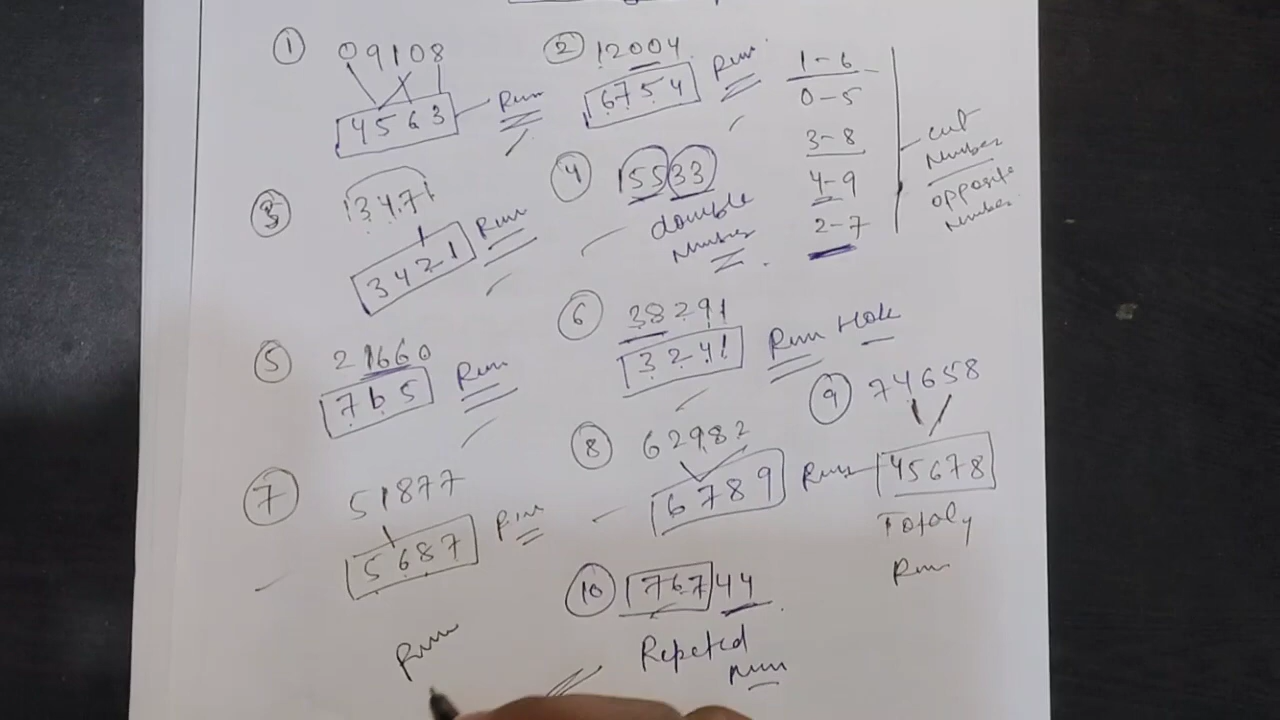 ① 09108
4563 Run
② 12004
6754 Run
1-6
0-5
3-8
4-9
2-7
cut
Number
opposite
Number
③ 13471
3421 Run
④ 15533
double
Number
⑤ 21660
765 Run
⑥ 38291
3241 Run Hole
⑦ 51877
5687 Run
⑧ 62982
6789 Run
⑨ 74658
45678
Totaly
Run
⑩ 76744
Repeted
Run
Run